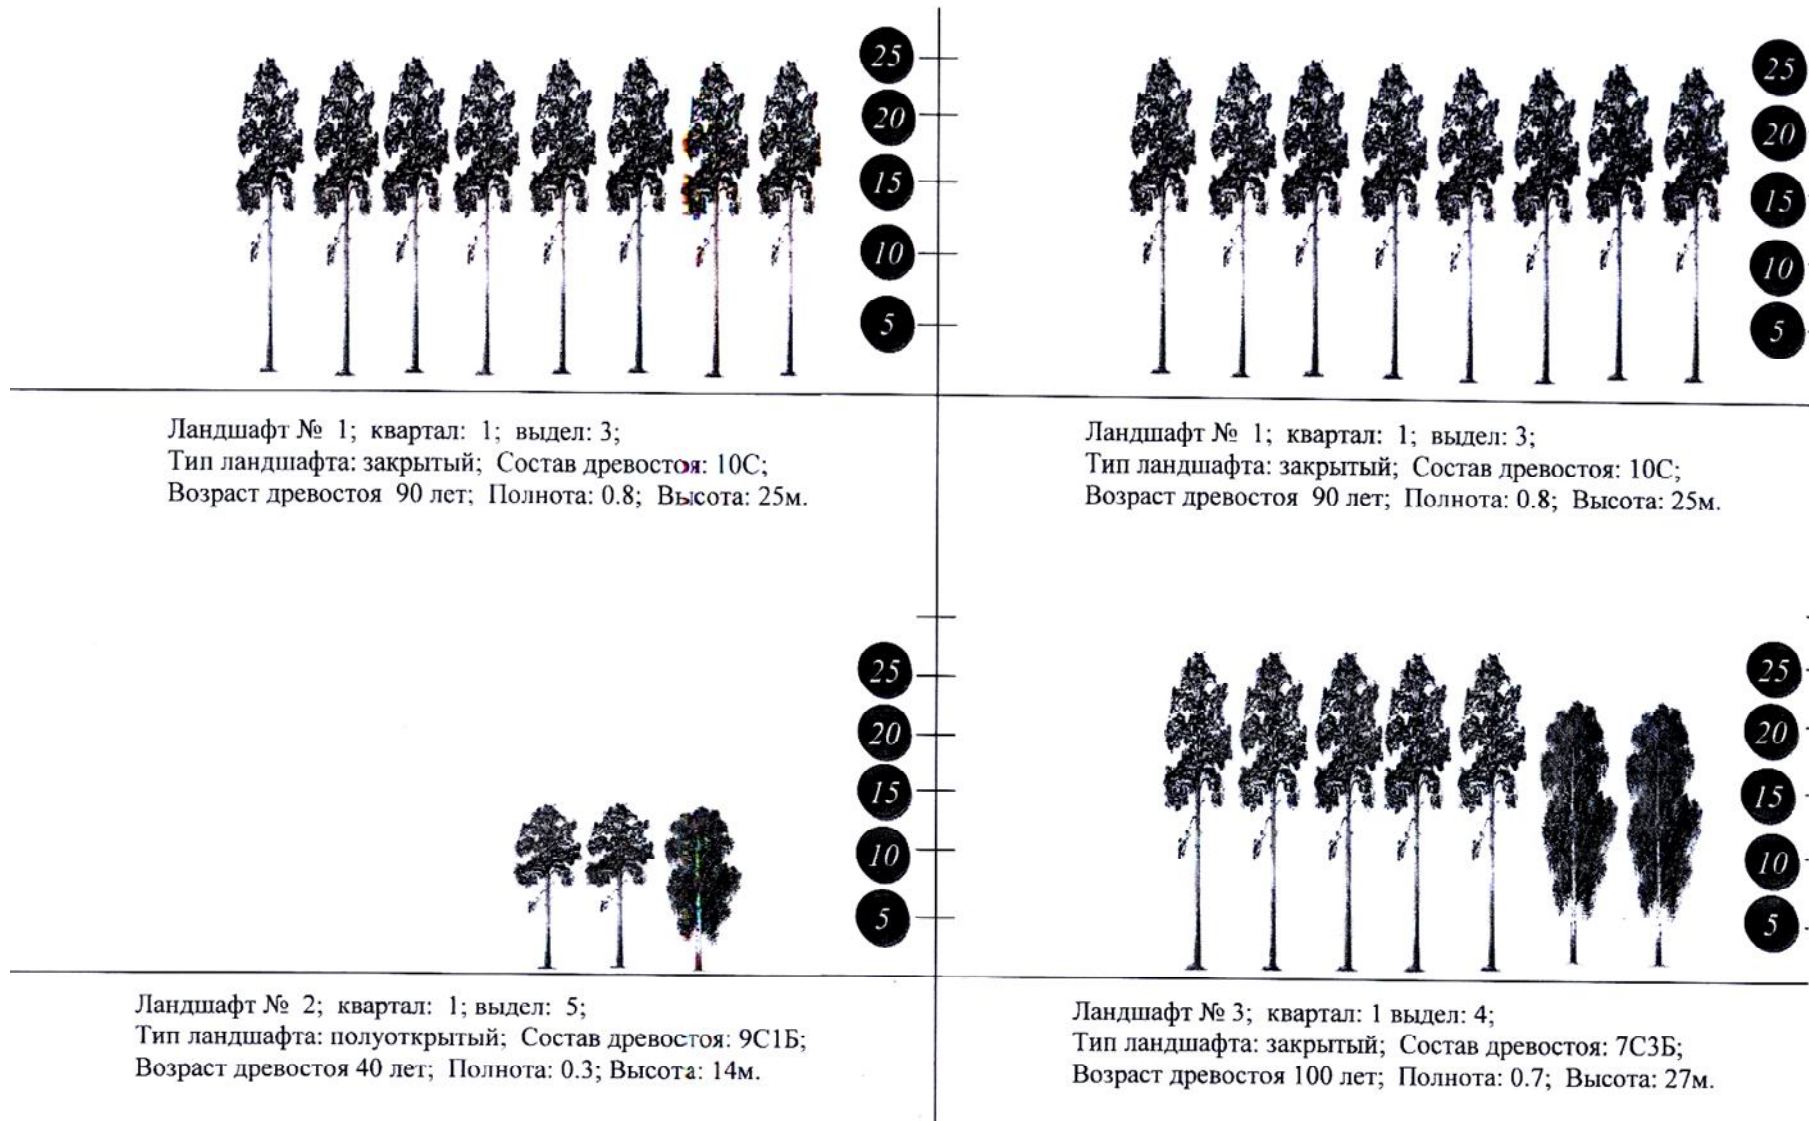 25
20
15
10
5
Ландшафт № 1; квартал: 1; выдел: 3;
Тип ландшафта: закрытый; Состав древостоя: 10С;
Возраст древостоя 90 лет; Полнота: 0.8; Высота: 25м.
25
20
15
10
5
Ландшафт № 1; квартал: 1; выдел: 3;
Тип ландшафта: закрытый; Состав древостоя: 10С;
Возраст древостоя 90 лет; Полнота: 0.8; Высота: 25м.
25
20
15
10
5
Ландшафт № 2; квартал: 1; выдел: 5;
Тип ландшафта: полуоткрытый; Состав древостоя: 9С1Б;
Возраст древостоя 40 лет; Полнота: 0.3; Высота: 14м.
25
20
15
10
5
Ландшафт № 3; квартал: 1 выдел: 4;
Тип ландшафта: закрытый; Состав древостоя: 7С3Б;
Возраст древостоя 100 лет; Полнота: 0.7; Высота: 27м.